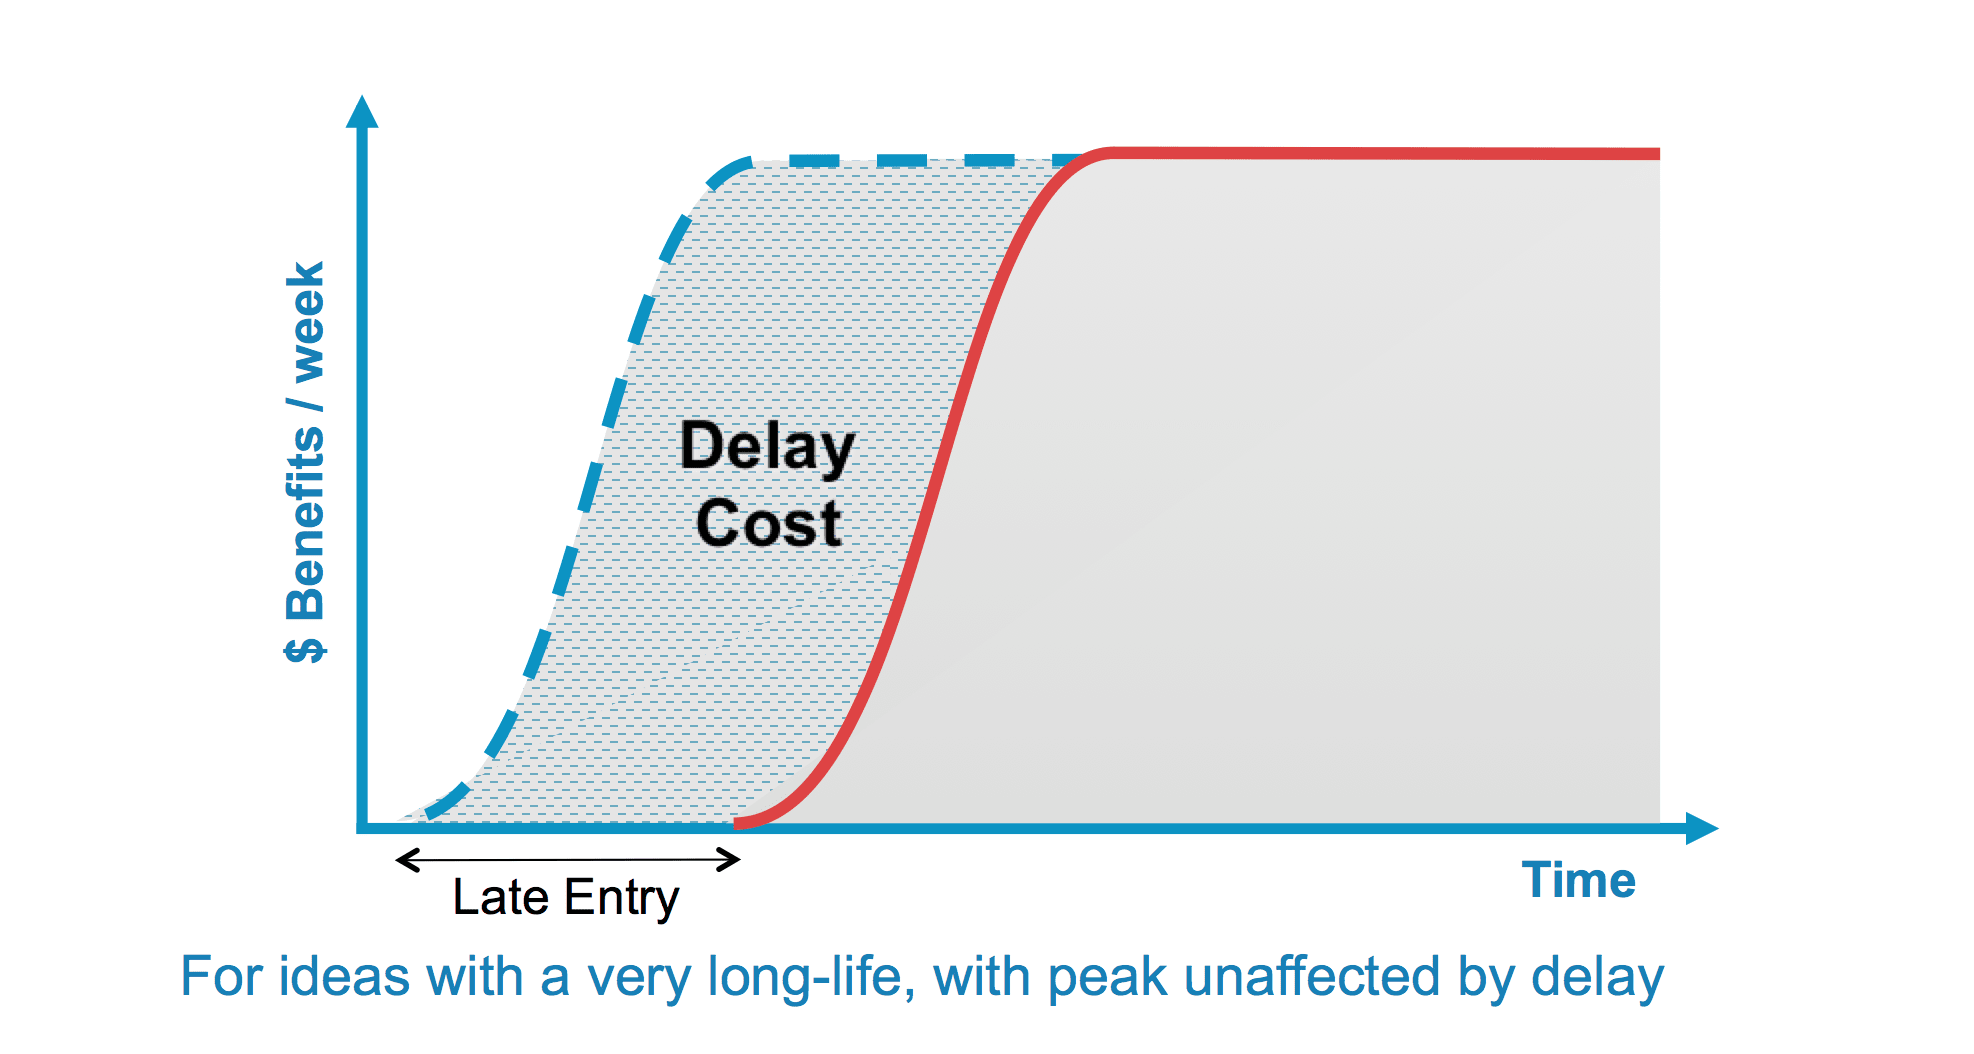 $ Benefits / week
Delay
Cost
Late Entry
Time
For ideas with a very long-life, with peak unaffected by delay